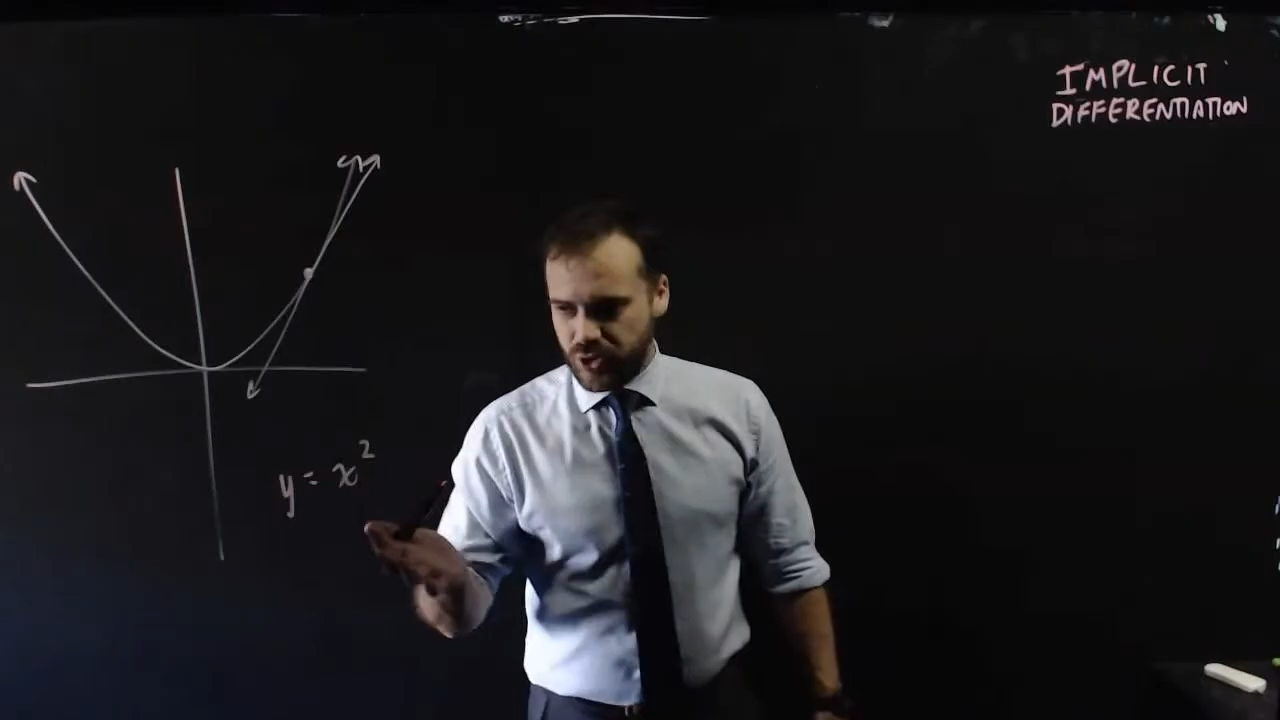 IMPLICIT
DIFFERENTIATION
y = x²